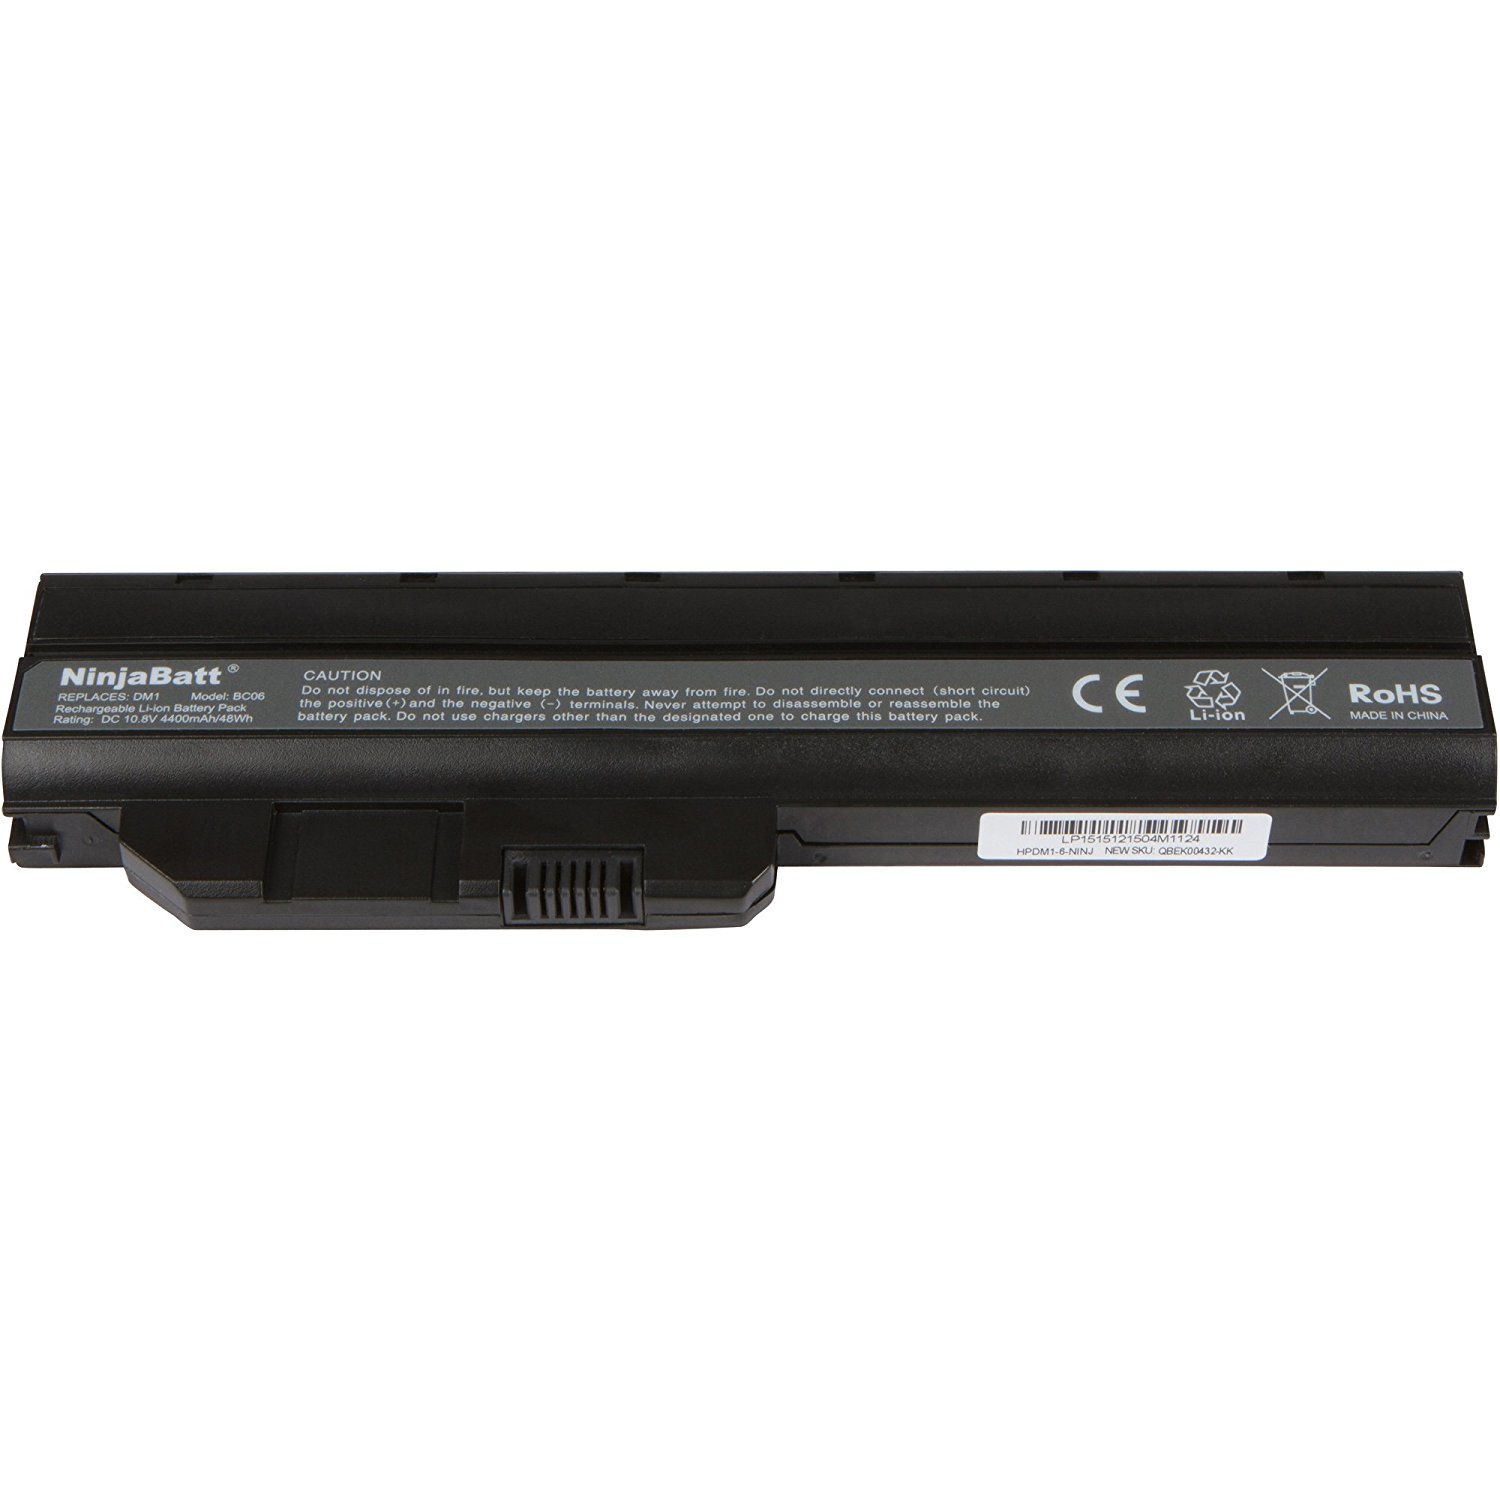 NinjaBatt®
REPLACES: DM1 Model: BC06
Rechargeable Li-ion Battery Pack
Rating: DC 10.8V 4400mAh/48Wh
CAUTION
Do not dispose of in fire, but keep the battery away from fire. Do not directly connect (short circuit)
the positive(+) and the negative (-) terminals. Never attempt to disassemble or reassemble the
battery pack. Do not use chargers other than the designated one to charge this pack.
CE
Li-ion
RoHS
MADE IN CHINA
LP1515121504M1124
HPDM1-6-NINJ NEW SKU: QBEK00432-KK